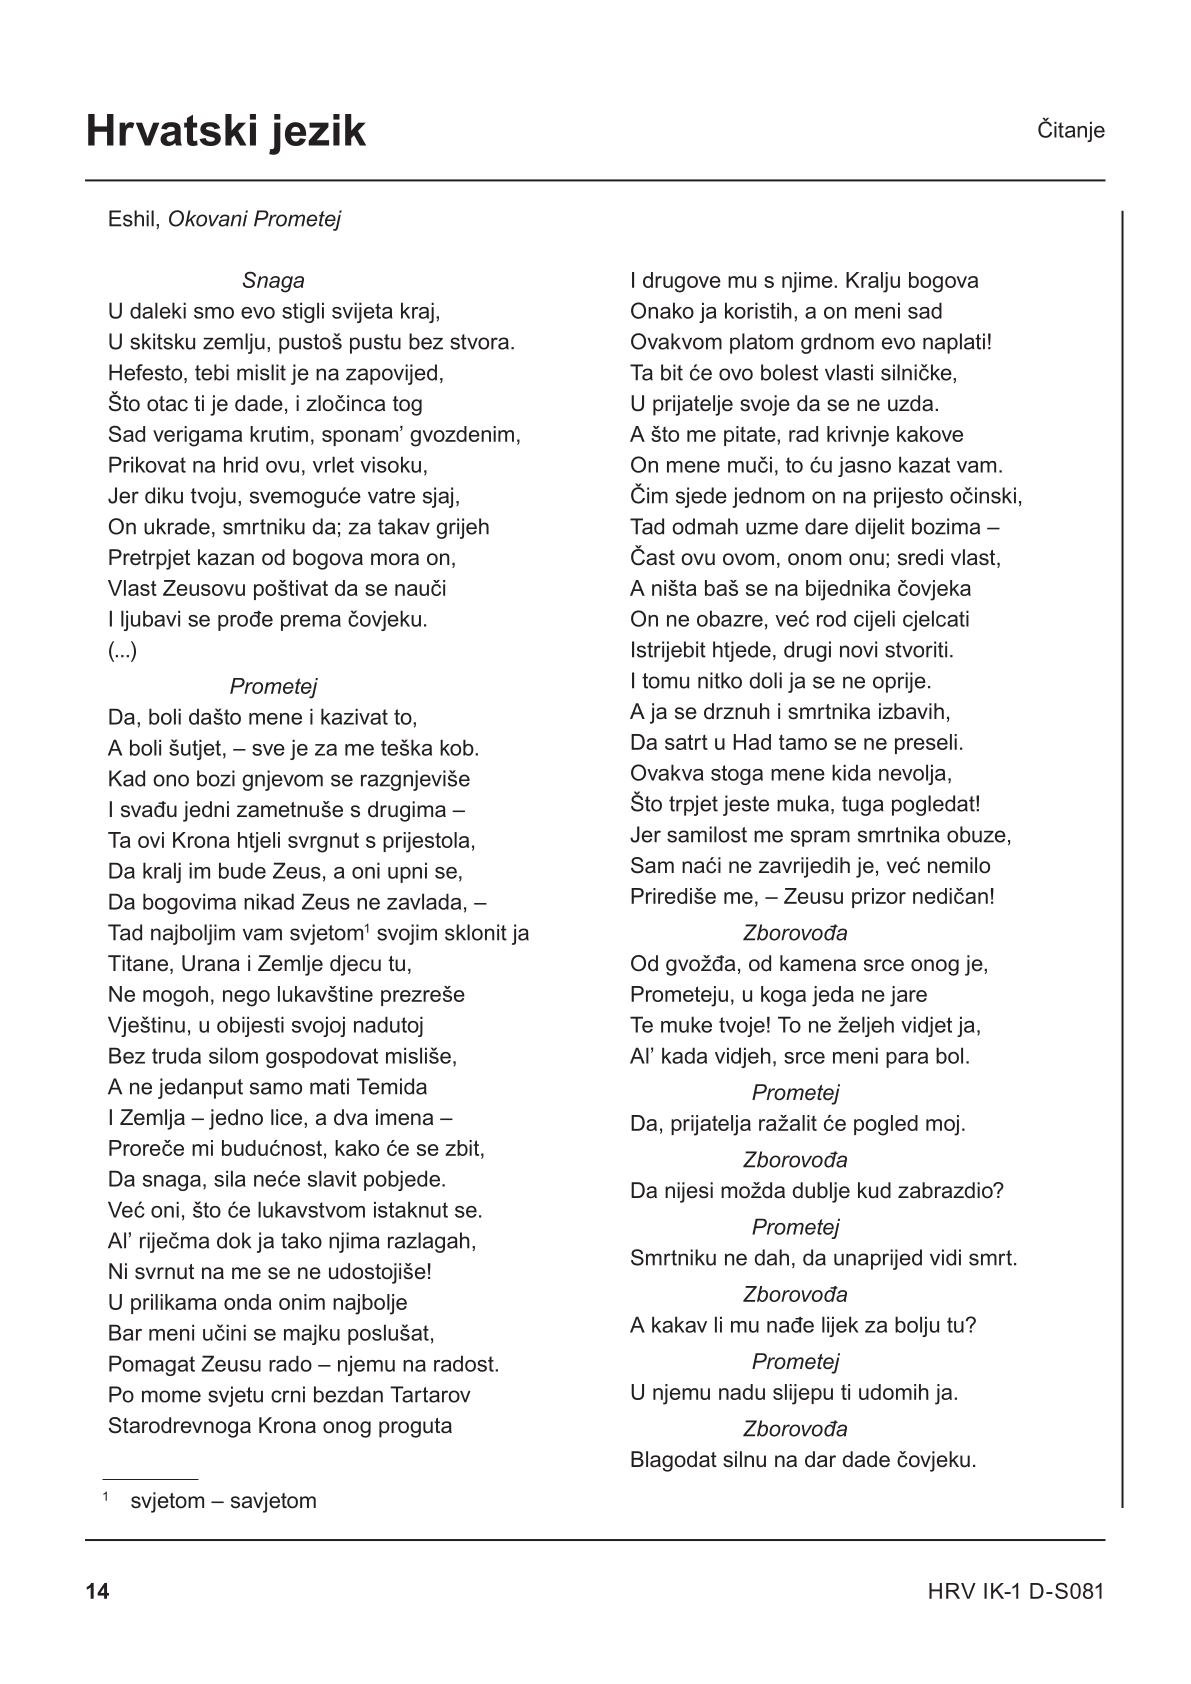 Hrvatski jezik
Čitanje
Eshil, Okovani Prometej
Snaga
U daleki smo evo stigli svijeta kraj,
U skitsku zemlju, pustoš pustu bez stvora.
Hefesto, tebi mislit je na zapovijed,
Što otac ti je dade, i zločinca tog
Sad verigama krutim, sponam’ gvozdenim,
Prikovat na hrid ovu, vrlet visoku,
Jer diku tvoju, svemoguće vatre sjaj,
On ukrade, smrtniku da; za takav grijeh
Pretrpjet kazan od bogova mora on,
Vlast Zeusovu poštivat da se nauči
I ljubavi se prođe prema čovjeku.
(...)
Prometej
Da, boli dašto mene i kazivat to,
A boli šutjet, – sve je za me teška kob.
Kad ono bozi gnjevom se razgnjeviše
I svađu jedni zametnuše s drugima –
Ta ovi Krona htjeli svrgnut s prijestola,
Da kralj im bude Zeus, a oni upni se,
Da bogovima nikad Zeus ne zavlada, –
Tad najboljim vam svjetom1 svojim sklonit ja
Titane, Urana i Zemlje djecu tu,
Ne mogoh, nego lukavštine prezreše
Vještinu, u obijesti svojoj nadutoj
Bez truda silom gospodovat misliše,
A ne jedanput samo mati Temida
I Zemlja – jedno lice, a dva imena –
Proreče mi budućnost, kako će se zbit,
Da snaga, sila neće slavit pobjede.
Već oni, što će lukavstvom istaknut se.
Al’ riječma dok ja tako njima razlagah,
Ni svrnut na me se ne udostojiše!
U prilikama onda onim najbolje
Bar meni učini se majku poslušat,
Pomagat Zeusu rado – njemu na radost.
Po mome svjetu crni bezdan Tartarov
Starodrevnoga Krona onog proguta
I drugove mu s njime. Kralju bogova
Onako ja koristih, a on meni sad
Ovakvom platom grdnom evo naplati!
Ta bit će ovo bolest vlasti silničke,
U prijatelje svoje da se ne uzda.
A što me pitate, rad krivnje kakove
On mene muči, to ću jasno kazat vam.
Čim sjede jednom on na prijesto očinski,
Tad odmah uzme dare dijelit bozima –
Čast ovu ovom, onom onu; sredi vlast,
A ništa baš se na bijednika čovjeka
On ne obazre, već rod cijeli cjelcati
Istrijebit htjede, drugi novi stvoriti.
I tomu nitko doli ja se ne oprije.
A ja se drznuh i smrtnika izbavih,
Da satrt u Had tamo se ne preseli.
Ovakva stoga mene kida nevolja,
Što trpjet jeste muka, tuga pogledat!
Jer samilost me spram smrtnika obuze,
Sam naći ne zavrijedih je, već nemilo
Prirediše me, – Zeusu prizor nedičan!
Zborovođa
Od gvožđa, od kamena srce onog je,
Prometeju, u koga jeda ne jare
Te muke tvoje! To ne željeh vidjet ja,
Al’ kada vidjeh, srce meni para bol.
Prometej
Da, prijatelja ražalit će pogled moj.
Zborovođa
Da nijesi možda dublje kud zabrazdio?
Prometej
Smrtniku ne dah, da unaprijed vidi smrt.
Zborovođa
A kakav li mu nađe lijek za bolju tu?
Prometej
U njemu nadu slijepu ti udomih ja.
Zborovođa
Blagodat silnu na dar dade čovjeku.
1 svjetom – savjetom
14
HRV IK-1 D-S081